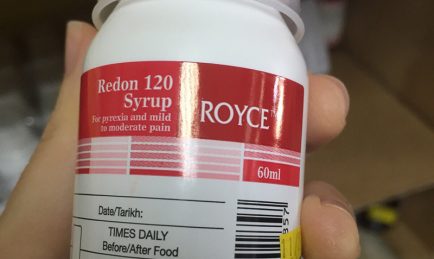 Redon 120
Syrup
For pyrexia and mild
to moderate pain
ROYCE
60ml
Date/Tarikh:
TIMES DAILY
Before/After Food